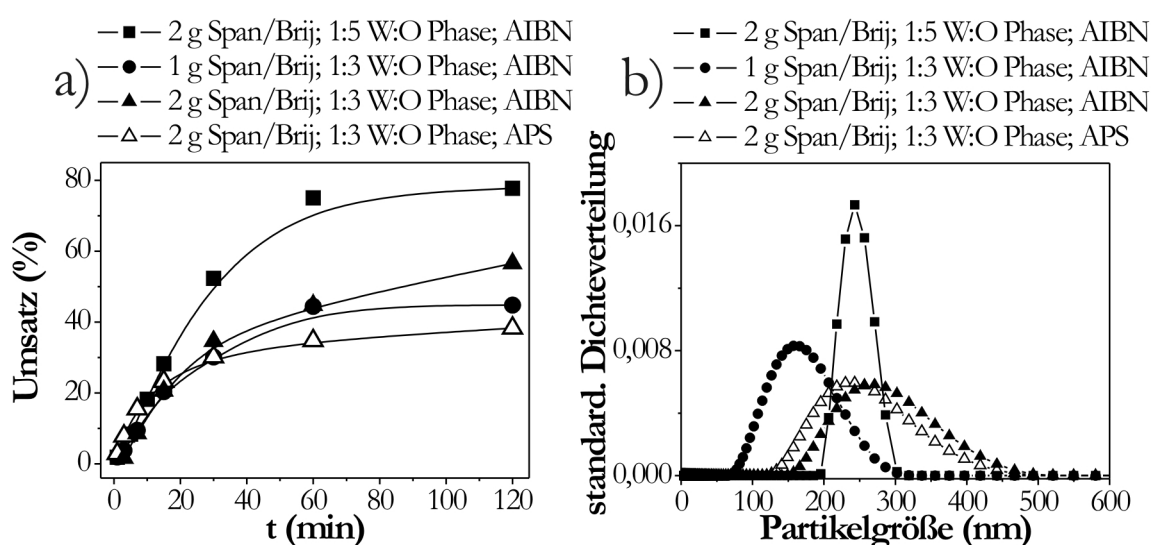 a)
2 g Span/Brij; 1:5 W:O Phase; AIBN
1 g Span/Brij; 1:3 W:O Phase; AIBN
2 g Span/Brij; 1:3 W:O Phase; AIBN
2 g Span/Brij; 1:3 W:O Phase; APS
Umsatz (%)
80
60
40
20
0
0 20 40 60 80 100 120
t (min)
b)
2 g Span/Brij; 1:5 W:O Phase; AIBN
1 g Span/Brij; 1:3 W:O Phase; AIBN
2 g Span/Brij; 1:3 W:O Phase; AIBN
2 g Span/Brij; 1:3 W:O Phase; APS
standard. Dichteverteilung
0,016
0,008
0,000
0 100 200 300 400 500 600
Partikelgröße (nm)